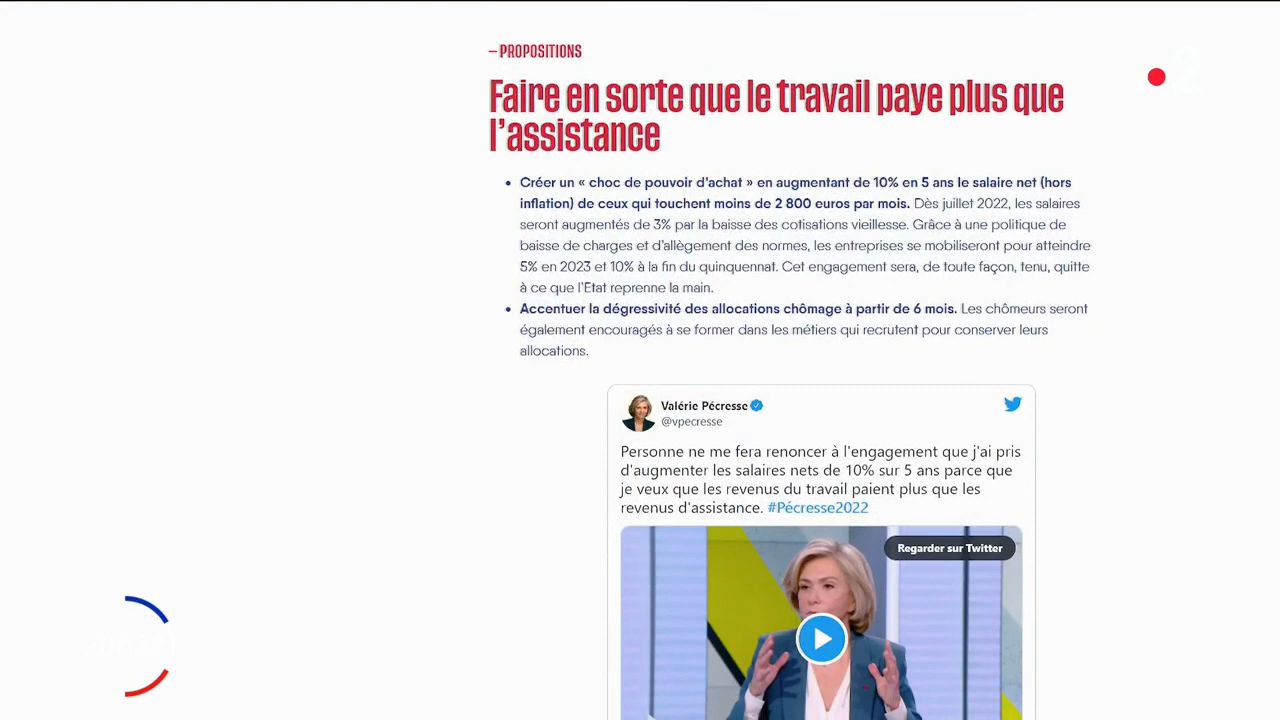 – PROPOSITIONS
Faire en sorte que le travail paye plus que
l'assistance
• Créer un « choc de pouvoir d'achat » en augmentant de 10% en 5 ans le salaire net (hors
inflation) de ceux qui touchent moins de 2 800 euros par mois. Dès juillet 2022, les salaires
seront augmentés de 3% par la baisse des cotisations vieillesse. Grâce à une politique de
baisse de charges et d'allègement des normes, les entreprises se mobiliseront pour atteindre
5% en 2023 et 10% à la fin du quinquennat. Cet engagement sera, de toute façon, tenu, quitte
à ce que l'Etat reprenne la main.
• Accentuer la dégressivité des allocations chômage à partir de 6 mois. Les chômeurs seront
également encouragés à se former dans les métiers qui recrutent pour conserver leurs
allocations.
Valérie Pécresse
@vpecresse
Personne ne me fera renoncer à l'engagement que j'ai pris
d'augmenter les salaires nets de 10% sur 5 ans parce que
je veux que les revenus du travail paient plus que les
revenus d'assistance. #Pécresse2022
Regarder sur Twitter
2